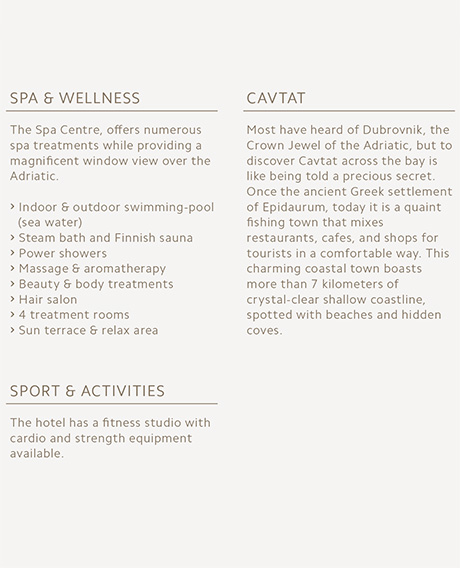 SPA & WELLNESS
The Spa Centre, offers numerous
spa treatments while providing a
magnificent window view over the
Adriatic.
› Indoor & outdoor swimming-pool
(sea water)
› Steam bath and Finnish sauna
› Power showers
› Massage & aromatherapy
› Beauty & body treatments
› Hair salon
› 4 treatment rooms
› Sun terrace & relax area
SPORT & ACTIVITIES
The hotel has a fitness studio with
cardio and strength equipment
available.
CAVTAT
Most have heard of Dubrovnik, the
Crown Jewel of the Adriatic, but to
discover Cavtat across the bay is
like being told a precious secret.
Once the ancient Greek settlement
of Epidaurum, today it is a quaint
fishing town that mixes
restaurants, cafes, and shops for
tourists in a comfortable way. This
charming coastal town boasts
more than 7 kilometers of
crystal-clear shallow coastline,
spotted with beaches and hidden
coves.